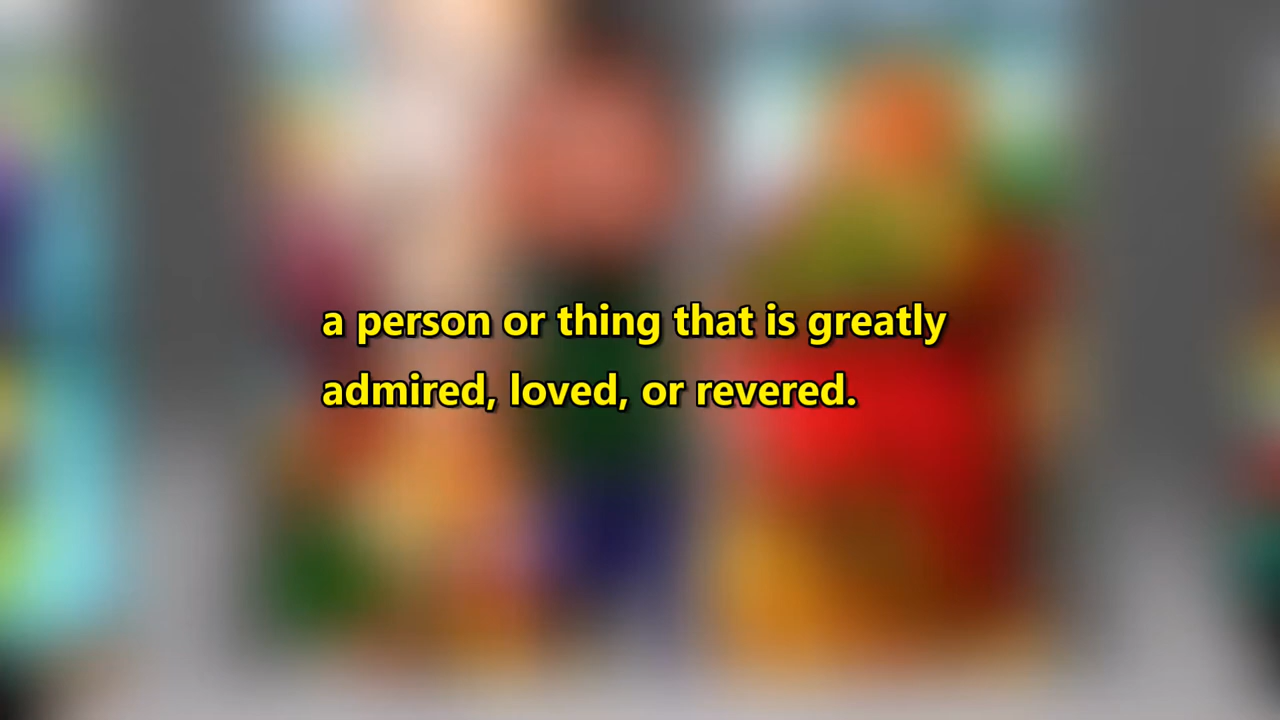 a person or thing that is greatly
admired, loved, or revered.